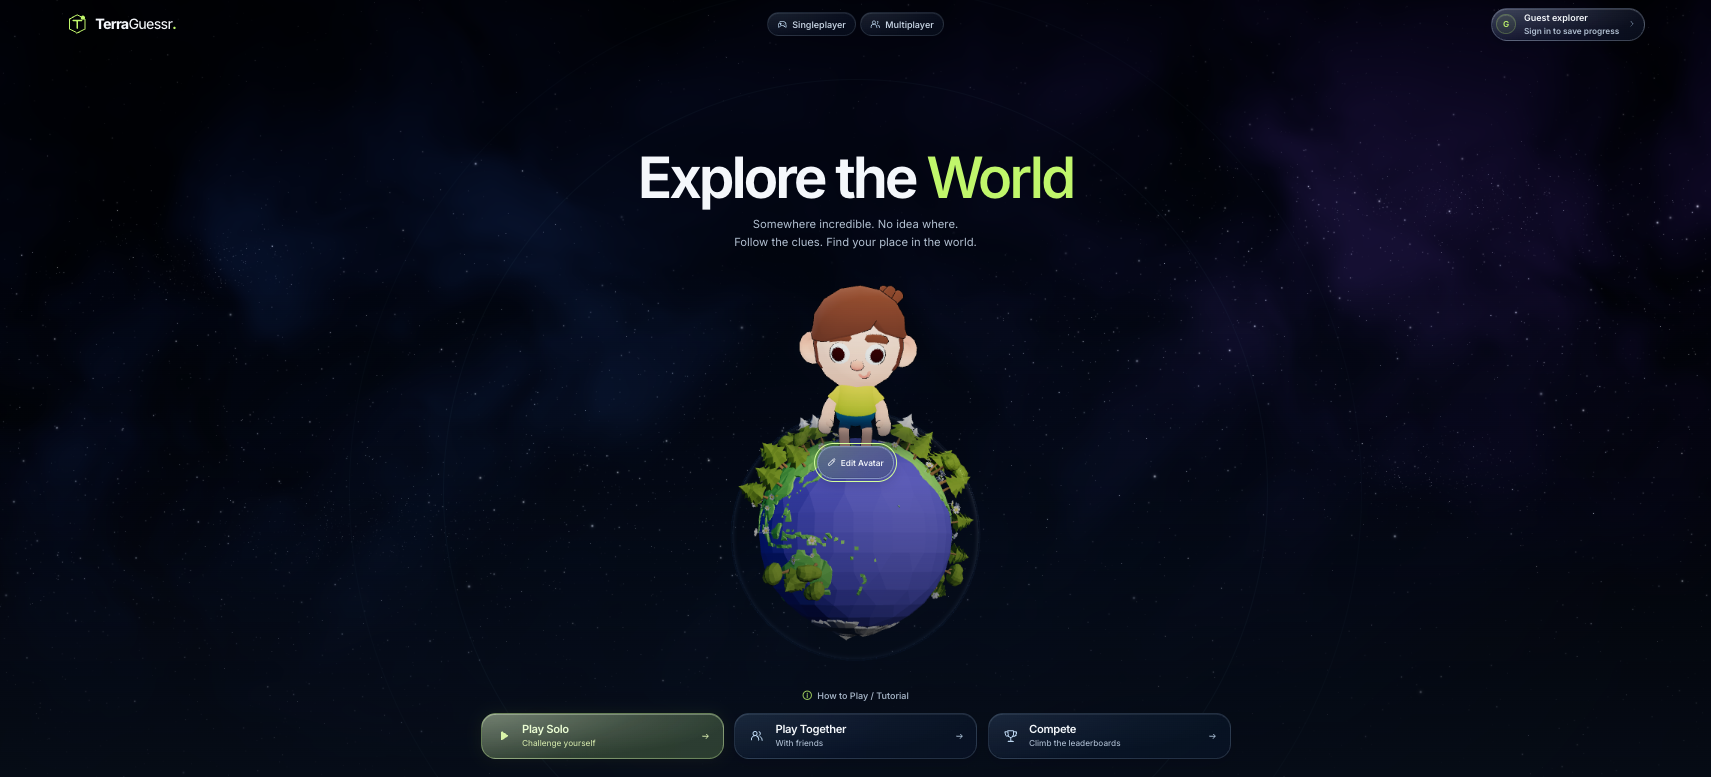 TerraGuessr.
Singleplayer
Multiplayer
G
Guest explorer
Sign in to save progress
Explore the World
Somewhere incredible. No idea where.
Follow the clues. Find your place in the world.
Edit Avatar
How to Play / Tutorial
Play Solo
Challenge yourself
Play Together
With friends
Compete
Climb the leaderboards